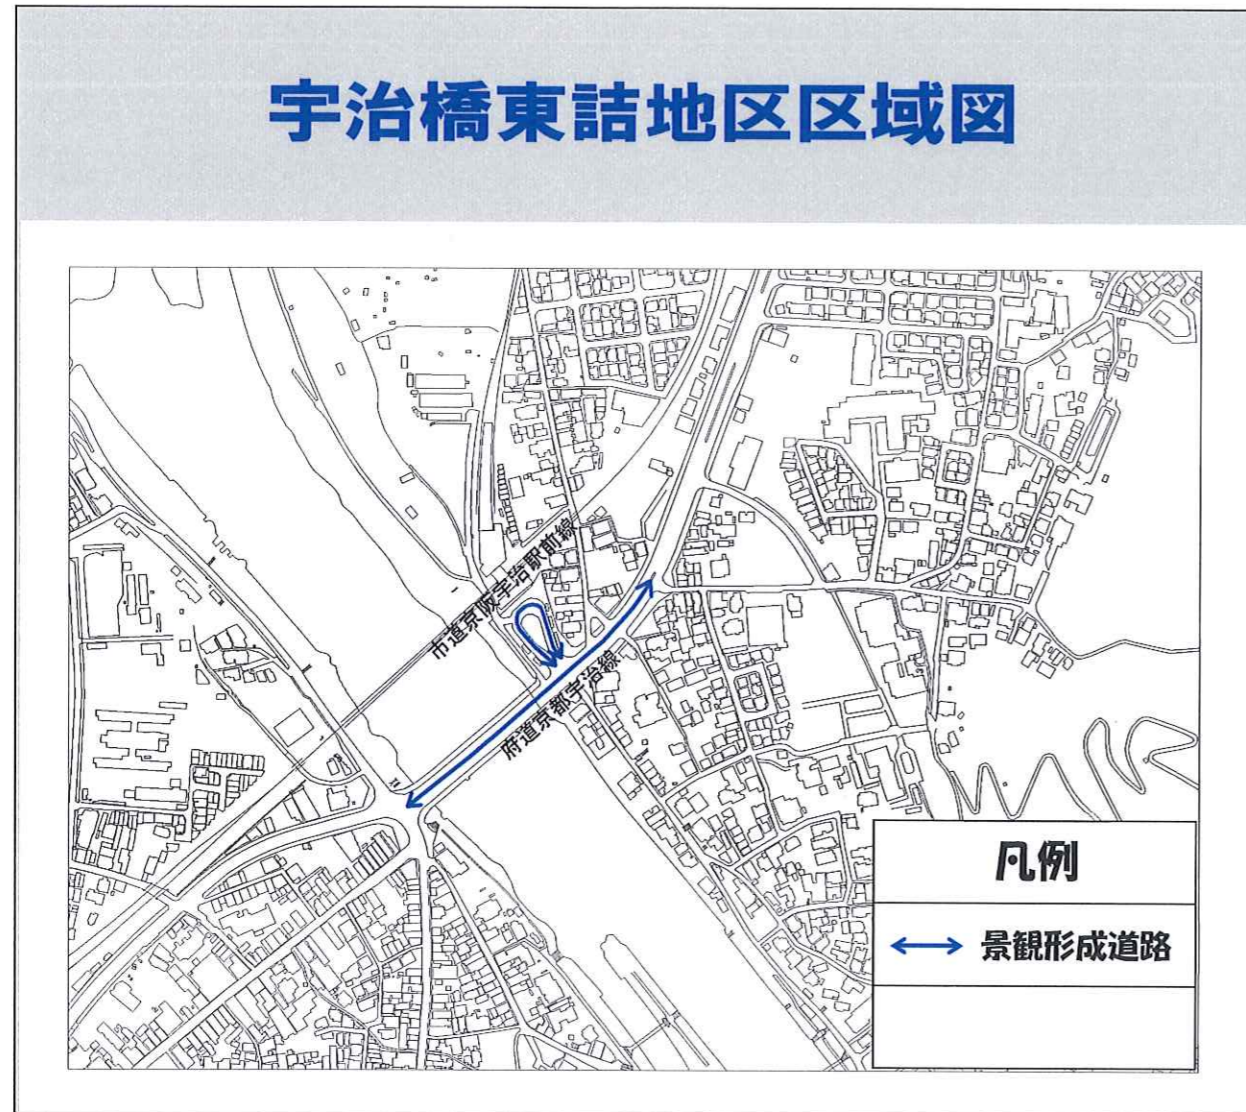 宇治橋東詰地区区域図
市道京阪宇治駅前線
府道京都宇治線
凡例
景観形成道路